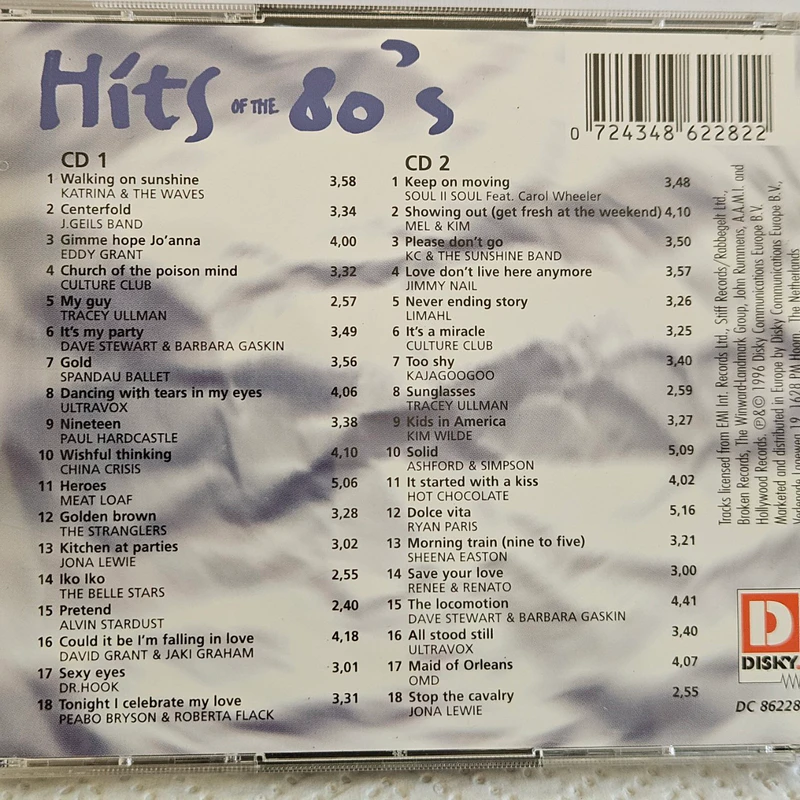 Hits OF THE 80's
0 724348 622822
CD 1
1 Walking on sunshine 3,58
KATRINA & THE WAVES
2 Centerfold 3,34
J.GEILS BAND
3 Gimme hope Jo'anna 4,00
EDDY GRANT
4 Church of the poison mind 3,32
CULTURE CLUB
5 My guy 2,57
TRACEY ULLMAN
6 It's my party 3,49
DAVE STEWART & BARBARA GASKIN
7 Gold 3,56
SPANDAU BALLET
8 Dancing with tears in my eyes 4,06
ULTRAVOX
9 Nineteen 3,38
PAUL HARDCASTLE
10 Wishful thinking 4,10
CHINA CRISIS
11 Heroes 5,06
MEAT LOAF
12 Golden brown 3,28
THE STRANGLERS
13 Kitchen at parties 3,02
JONA LEWIE
14 Iko Iko 2,55
THE BELLE STARS
15 Pretend 2,40
ALVIN STARDUST
16 Could it be I'm falling in love 4,18
DAVID GRANT & JAKI GRAHAM
17 Sexy eyes 3,01
DR.HOOK
18 Tonight I celebrate my love 3,31
PEABO BRYSON & ROBERTA FLACK
CD 2
1 Keep on moving 3,48
SOUL II SOUL Feat. Carol Wheeler
2 Showing out (get fresh at the weekend) 4,10
MEL & KIM
3 Please don't go 3,50
KC & THE SUNSHINE BAND
4 Love don't live here anymore 3,57
JIMMY NAIL
5 Never ending story 3,26
LIMAHL
6 It's a miracle 3,25
CULTURE CLUB
7 Too shy 3,40
KAJAGOOGOO
8 Sunglasses 2,59
TRACEY ULLMAN
9 Kids in America 3,27
KIM WILDE
10 Solid 5,09
ASHFORD & SIMPSON
11 It started with a kiss 4,02
HOT CHOCOLATE
12 Dolce vita 5,16
RYAN PARIS
13 Morning train (nine to five) 3,21
SHEENA EASTON
14 Save your love 3,00
RENEE & RENATO
15 The locomotion 4,41
DAVE STEWART & BARBARA GASKIN
16 All stood still 3,40
ULTRAVOX
17 Maid of Orleans 4,07
OMD
18 Stop the cavalry 2,55
JONA LEWIE
Tracks licensed from EMI Int. Records Ltd., Stiff Records/Robbegelt Ltd.,
Broken Records, The Winward-Landmark Group, John Rummens, A.A.M.I. and
Hollywood Records. ℗&© 1996 Disky Communications Europe B.V.
Marketed and distributed in Europe by Disky Communications Europe B.V.,
19, 1628 Hoorn, The Netherlands
D
DISKY
DC 86228